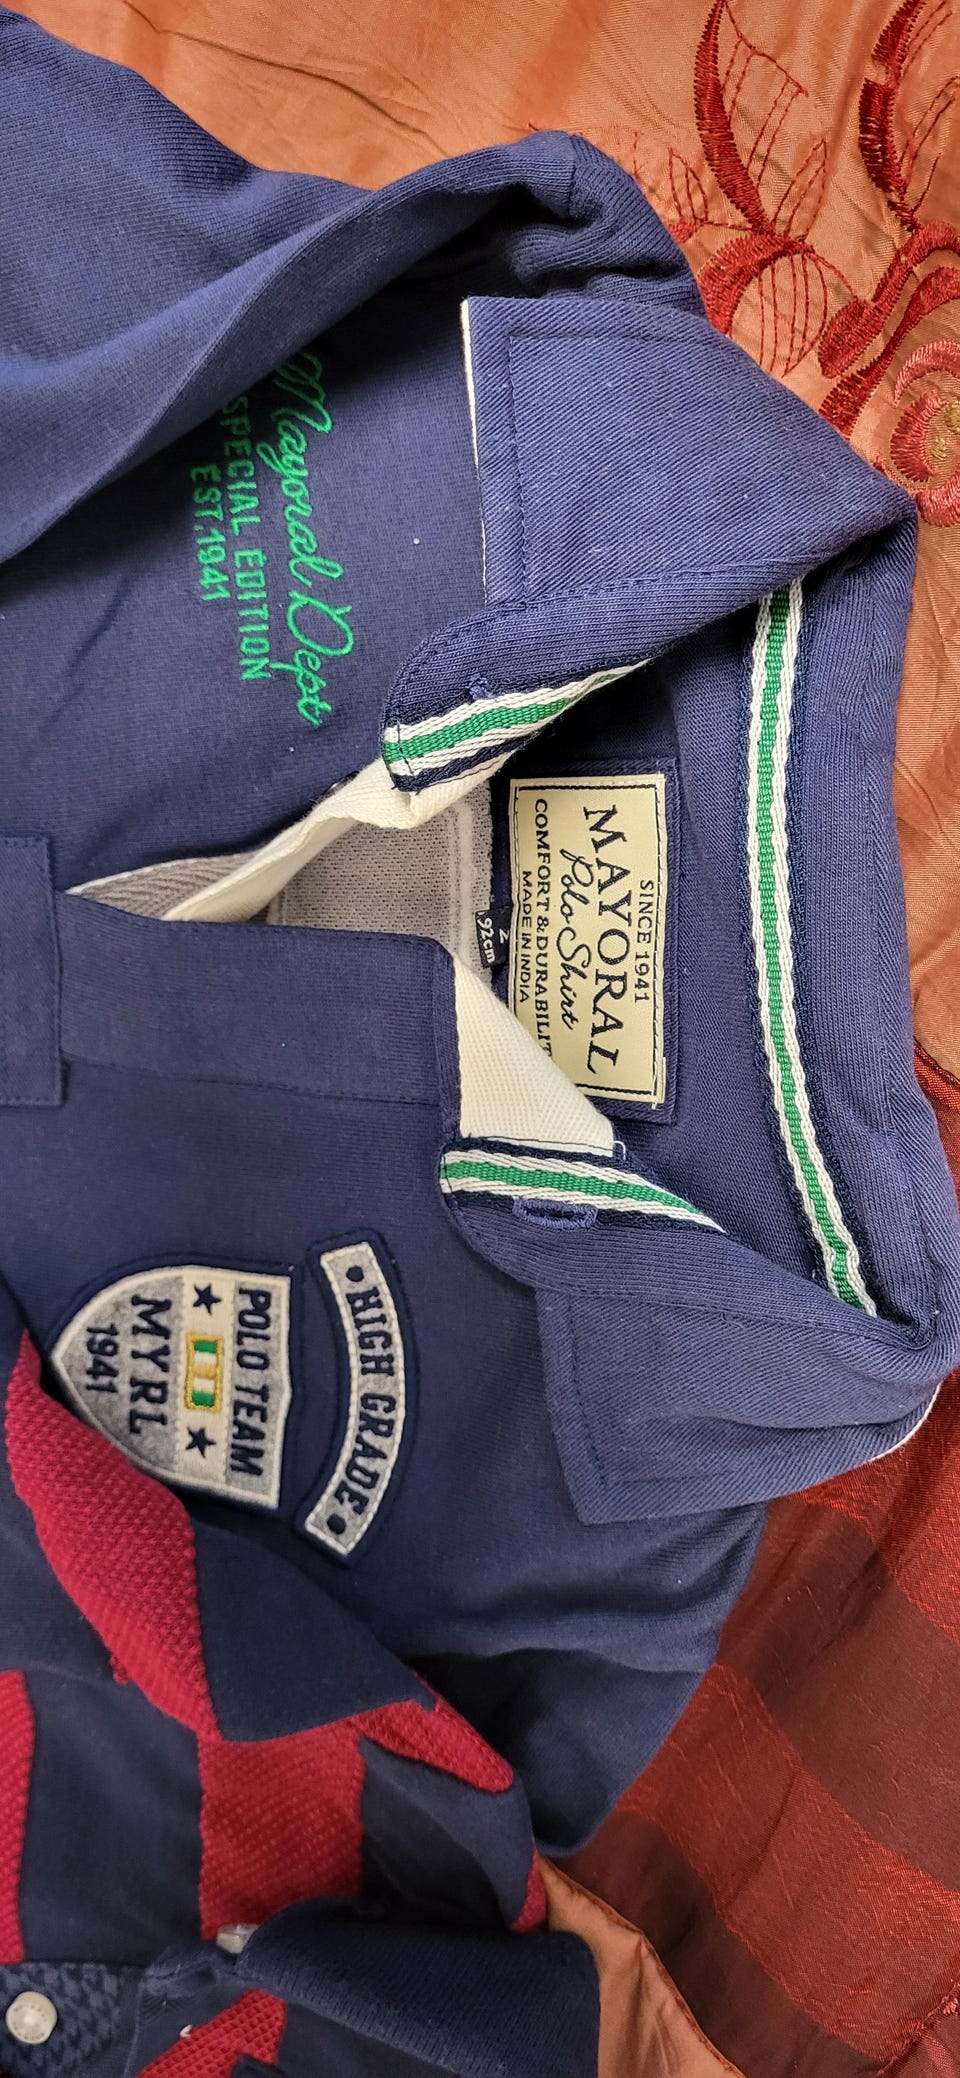 Mayoral Dept
SPECIAL EDITION
EST.1941
SINCE 1941
MAYORAL
Polo Shirt
COMFORT & DURABILIT
MADE IN INDIA
2
92cm
HIGH GRADE
POLO TEAM
MYRL
1941